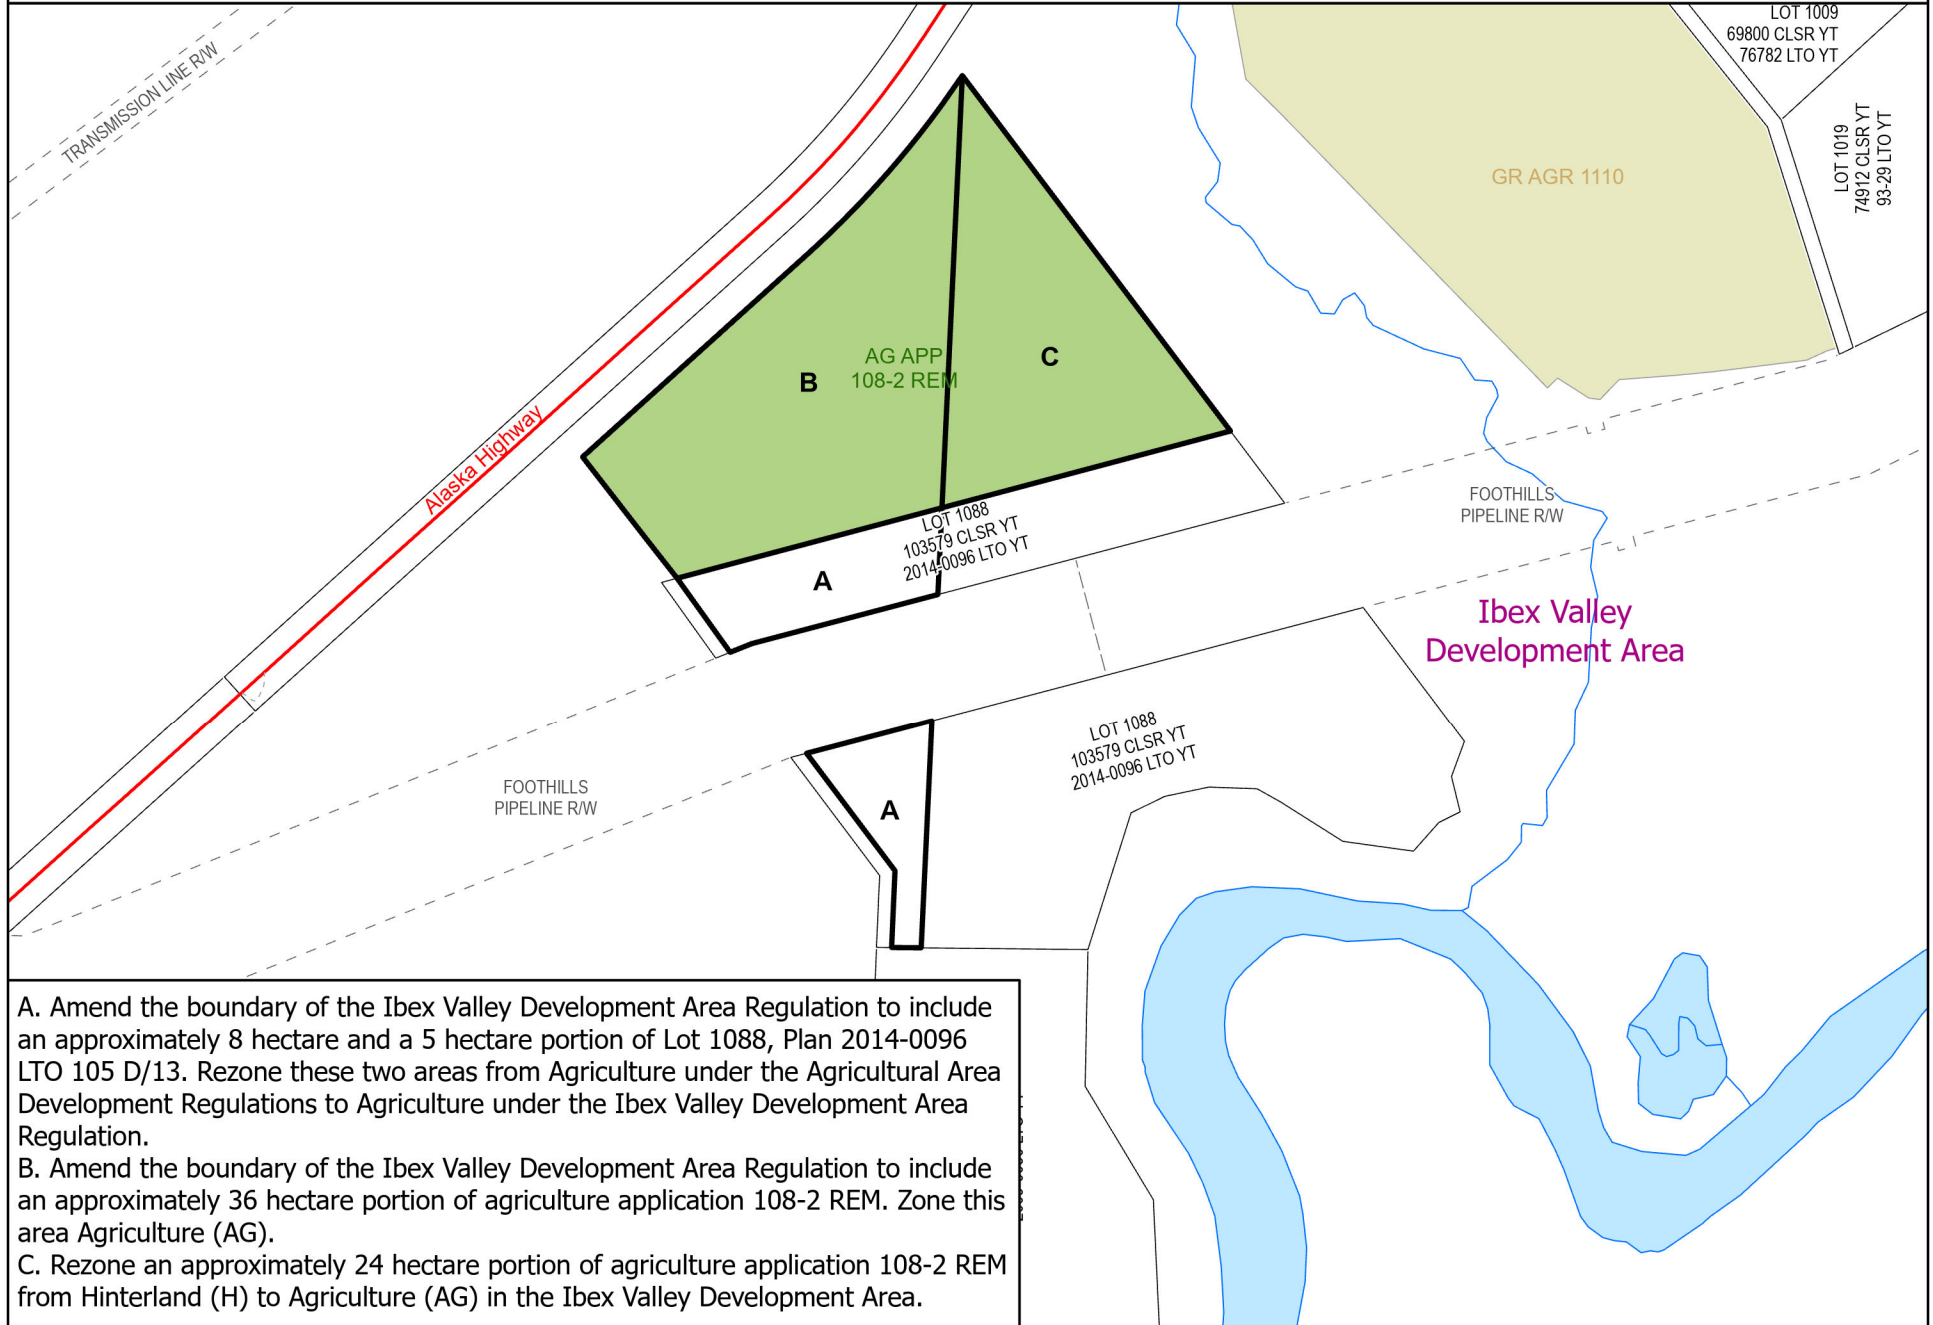 LOT 1009
69800 CLSR YT
76782 LTO YT
TRANSMISSION LINE R/W
LOT 1019
74912 CLSR YT
93-29 LTO YT
GR AGR 1110
AG APP
108-2 REM
B
C
Alaska Highway
LOT 1088
103579 CLSR YT
2014-0096 LTO YT
FOOTHILLS
PIPELINE R/W
A
Ibex Valley
Development Area
LOT 1088
103579 CLSR YT
2014-0096 LTO YT
FOOTHILLS
PIPELINE R/W
A
A. Amend the boundary of the Ibex Valley Development Area Regulation to include
an approximately 8 hectare and a 5 hectare portion of Lot 1088, Plan 2014-0096
LTO 105 D/13. Rezone these two areas from Agriculture under the Agricultural Area
Development Regulations to Agriculture under the Ibex Valley Development Area
Regulation.
B. Amend the boundary of the Ibex Valley Development Area Regulation to include
an approximately 36 hectare portion of agriculture application 108-2 REM. Zone this
area Agriculture (AG).
C. Rezone an approximately 24 hectare portion of agriculture application 108-2 REM
from Hinterland (H) to Agriculture (AG) in the Ibex Valley Development Area.